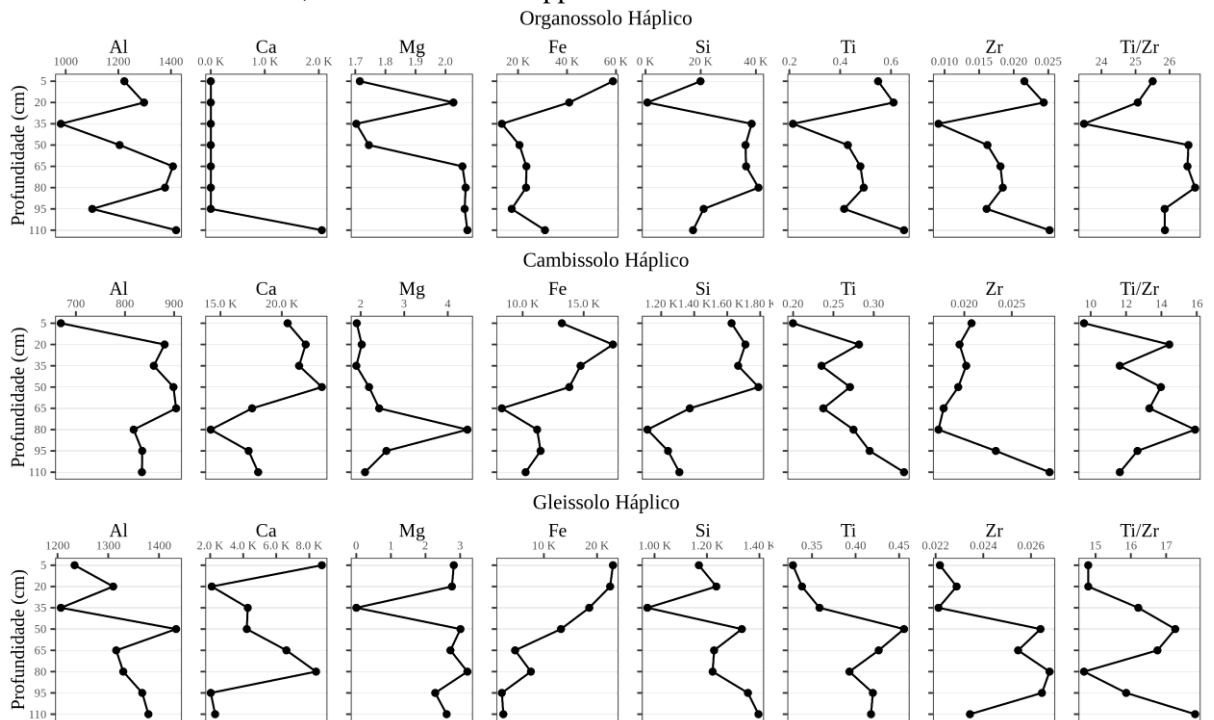 Organossolo Háplico
Al Ca Mg Fe Si Ti Zr Ti/Zr
1000 1200 1400 0.0 K 1.0 K 2.0 K 1.7 1.8 1.9 2.0 20 K 40 K 60 K 0 K 20 K 40 K 0.2 0.4 0.6 0.010 0.015 0.020 0.025 24 25 26
Profundidade (cm)
5
20
35
50
65
80
95
110
Cambissolo Háplico
Al Ca Mg Fe Si Ti Zr Ti/Zr
700 800 900 15.0 K 20.0 K 2 3 4 10.0 K 15.0 K 1.20 K 1.40 K 1.60 K 1.80 K 0.20 0.25 0.30 0.020 0.025 10 12 14 16
Profundidade (cm)
5
20
35
50
65
80
95
110
Gleissolo Háplico
Al Ca Mg Fe Si Ti Zr Ti/Zr
1200 1300 1400 2.0 K 4.0 K 6.0 K 8.0 K 0 1 2 3 10 K 20 K 1.00 K 1.20 K 1.40 K 0.35 0.40 0.45 0.022 0.024 0.026 15 16 17
Profundidade (cm)
5
20
35
50
65
80
95
110